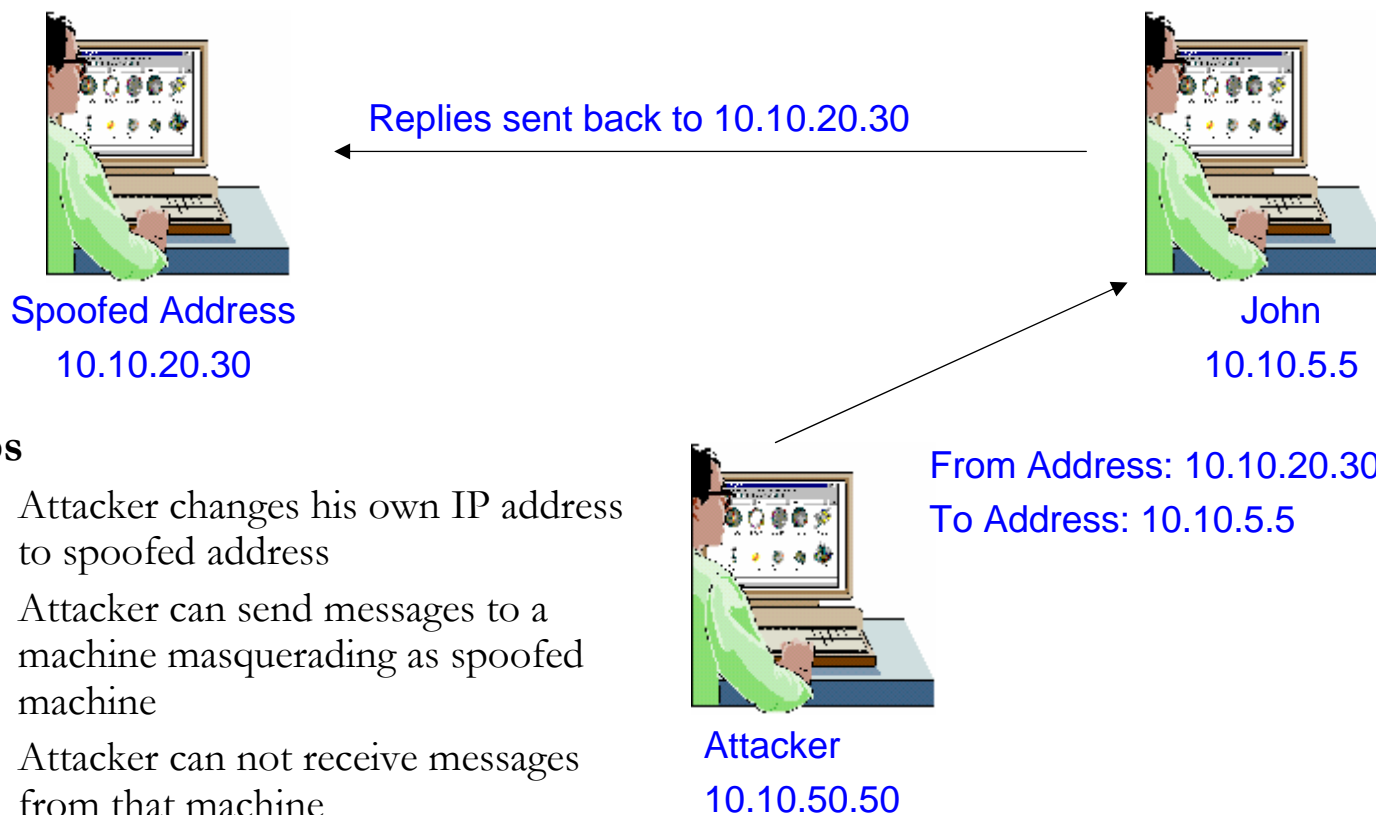 Replies sent back to 10.10.20.30
Spoofed Address
10.10.20.30
John
10.10.5.5
Attacker changes his own IP address
to spoofed address
Attacker can send messages to a
machine masquerading as spoofed
machine
Attacker can not receive messages
from that machine
From Address: 10.10.20.30
To Address: 10.10.5.5
Attacker
10.10.50.50